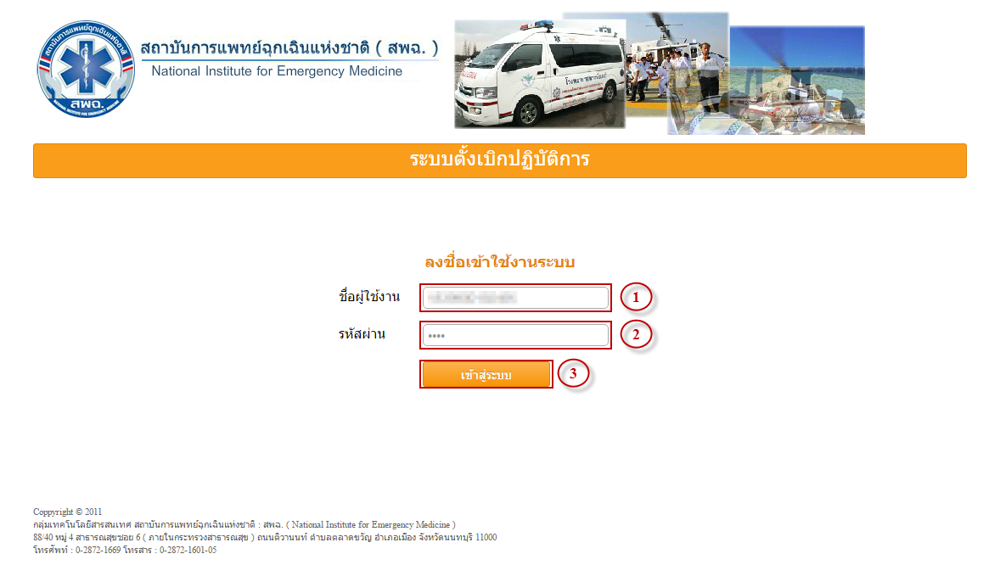 สถาบันการแพทย์ฉุกเฉินแห่งชาติ ( สพฉ. )
National Institute for Emergency Medicine
สพฉ.
ระบบตั้งเบิกปฏิบัติการ
ลงชื่อเข้าใช้งานระบบ
ชื่อผู้ใช้งาน 1
รหัสผ่าน •••• 2
เข้าสู่ระบบ 3
Coppyright © 2011
กลุ่มเทคโนโลยีสารสนเทศ สถาบันการแพทย์ฉุกเฉินแห่งชาติ : สพฉ. ( National Institute for Emergency Medicine )
88/40 หมู่ 4 สาธารณสุขซอย 6 ( ภายในกระทรวงสาธารณสุข ) ถนนติวานนท์ ตำบลตลาดขวัญ อำเภอเมือง จังหวัดนนทบุรี 11000
โทรศัพท์ : 0-2872-1669 โทรสาร : 0-2872-1601-05